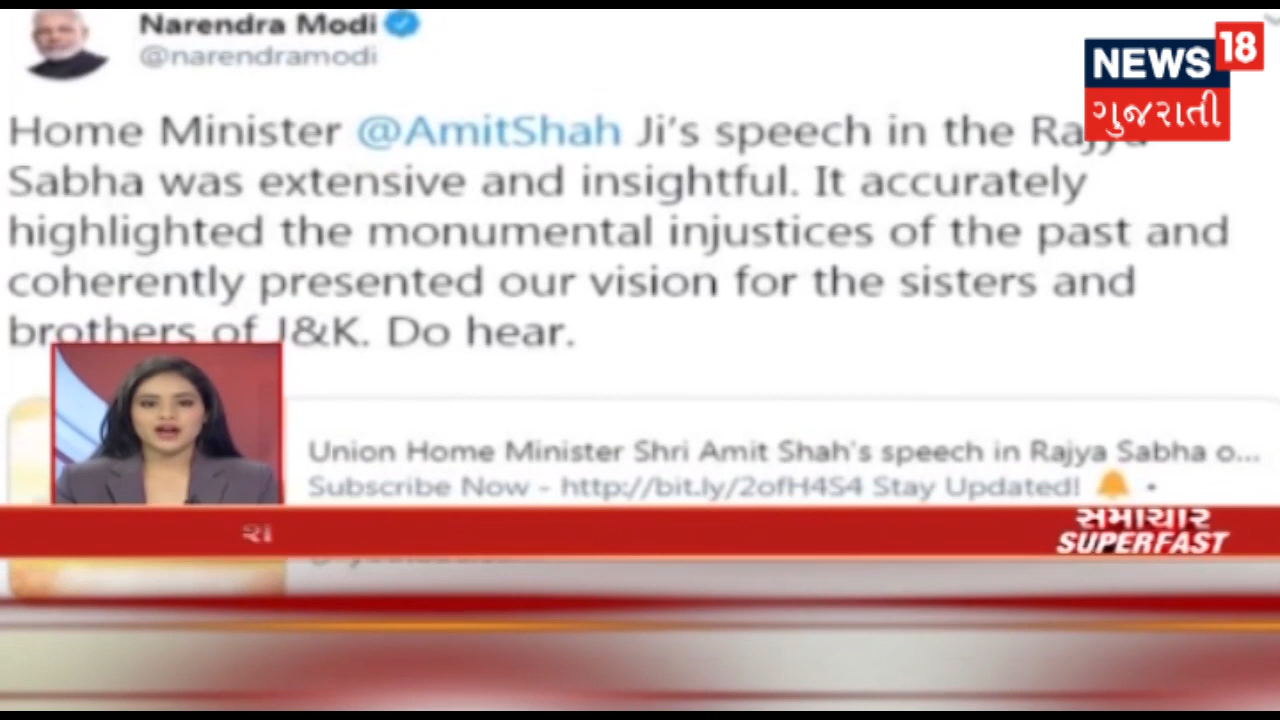 Narendra Modi
@narendramodi
NEWS 18
ગુજરાતી
Home Minister @AmitShah Ji's speech in the Rajya
Sabha was extensive and insightful. It accurately
highlighted the monumental injustices of the past and
coherently presented our vision for the sisters and
brothers of J&K. Do hear.
Union Home Minister Shri Amit Shah's speech in Rajya Sabha o...
Subscribe Now - http://bit.ly/2ofH4S4 Stay Updated! 🔔 •
સમાચાર
SUPERFAST